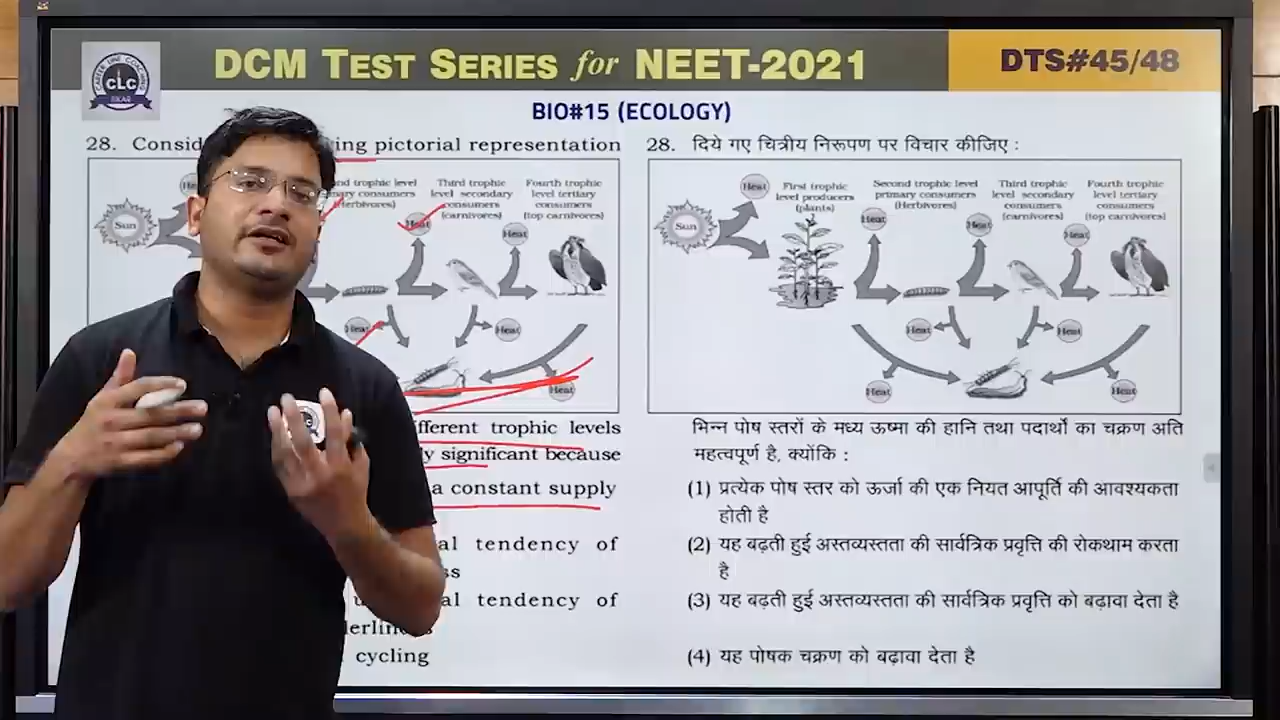 DCM TEST SERIES for NEET-2021
DTS#45/48
CLC
SIKAR
BIO#15 (ECOLOGY)
28. Consid ing pictorial representation
Sun
nd trophic level
consumers
(Herbivores)
Third trophic
level secondary
consumers
(carnivores)
Fourth trophic
level tertiary
consumers
(top carnivores)
Heat
Heat
Heat
Heat
Heat
fferent trophic levels
ly significant because
a constant supply
al tendency of
ss
al tendency of
derliness
cycling
28. दिये गए चित्रीय निरूपण पर विचार कीजिए :
Sun
Heat
First trophic
level producers
(plants)
Second trophic level
primary consumers
(Herbivores)
Third trophic
level secondary
consumers
(carnivores)
Fourth trophic
level tertiary
consumers
(top carnivores)
Heat
Heat
Heat
Heat
Heat
Heat
Heat
भिन्न पोष स्तरों के मध्य ऊष्मा की हानि तथा पदार्थो का चक्रण अति
महत्वपूर्ण है, क्योंकि :
(1) प्रत्येक पोष स्तर को ऊर्जा की एक नियत आपूर्ति की आवश्यकता
होती है
(2) यह बढ़ती हुई अस्तव्यस्तता की सार्वत्रिक प्रवृत्ति की रोकथाम करता
है
(3) यह बढ़ती हुई अस्तव्यस्तता की सार्वत्रिक प्रवृत्ति को बढ़ावा देता है
(4) यह पोषक चक्रण को बढ़ावा देता है